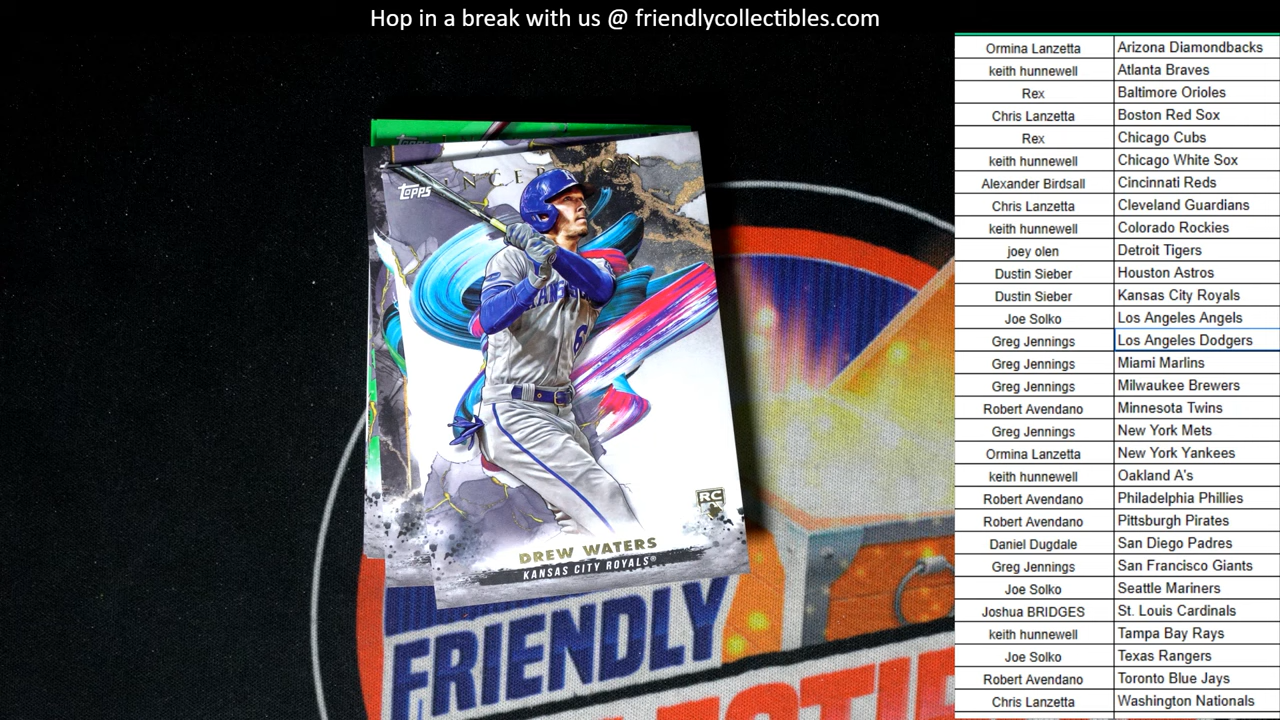 Hop in a break with us @ friendlycollectibles.com
Ormina Lanzetta Arizona Diamondbacks
keith hunnewell Atlanta Braves
Rex Baltimore Orioles
Chris Lanzetta Boston Red Sox
Rex Chicago Cubs
keith hunnewell Chicago White Sox
Alexander Birdsall Cincinnati Reds
Chris Lanzetta Cleveland Guardians
keith hunnewell Colorado Rockies
joey olen Detroit Tigers
Dustin Sieber Houston Astros
Dustin Sieber Kansas City Royals
Joe Solko Los Angeles Angels
Greg Jennings Los Angeles Dodgers
Greg Jennings Miami Marlins
Greg Jennings Milwaukee Brewers
Robert Avendano Minnesota Twins
Greg Jennings New York Mets
Ormina Lanzetta New York Yankees
keith hunnewell Oakland A's
Robert Avendano Philadelphia Phillies
Robert Avendano Pittsburgh Pirates
Daniel Dugdale San Diego Padres
Greg Jennings San Francisco Giants
Joe Solko Seattle Mariners
Joshua BRIDGES St. Louis Cardinals
keith hunnewell Tampa Bay Rays
Joe Solko Texas Rangers
Robert Avendano Toronto Blue Jays
Chris Lanzetta Washington Nationals
Topps
6
RC
DREW WATERS
KANSAS CITY ROYALS
FRIENDLY